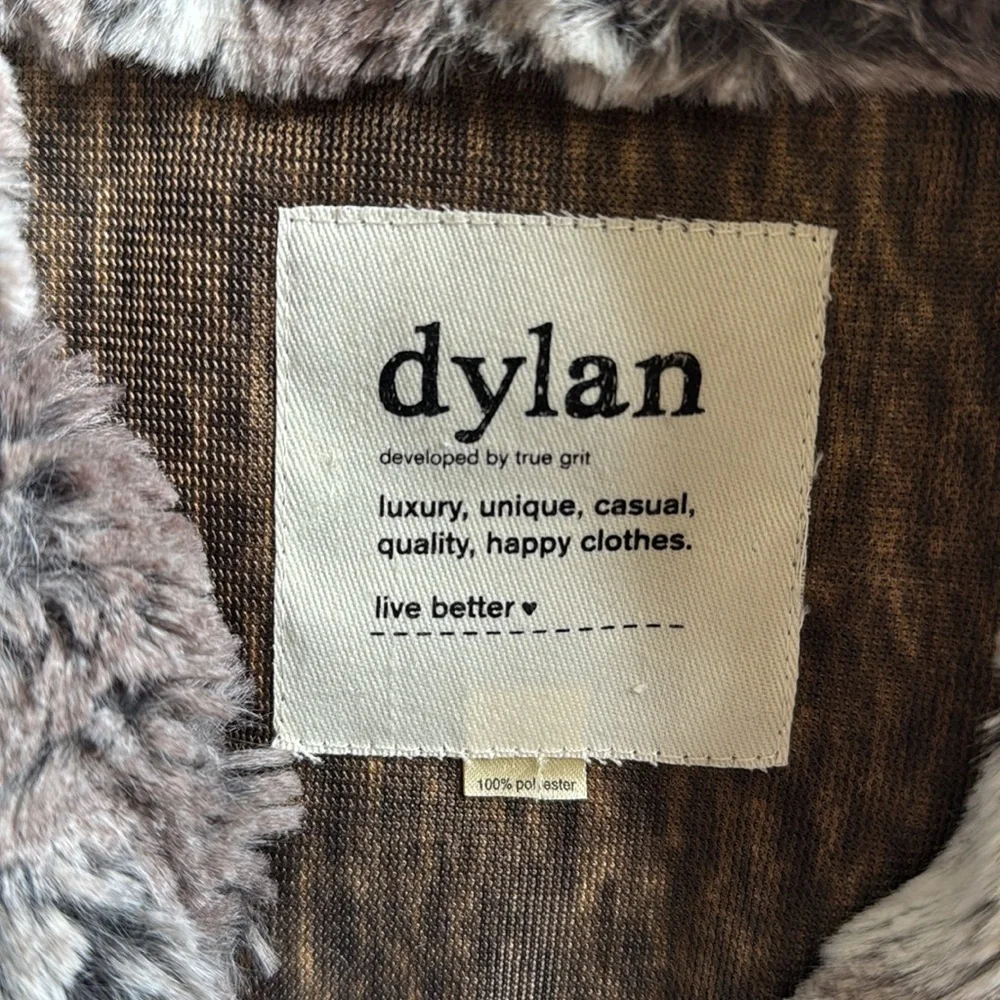 dylan
developed by true grit
luxury, unique, casual,
quality, happy clothes.
live better ♥
100% polyester